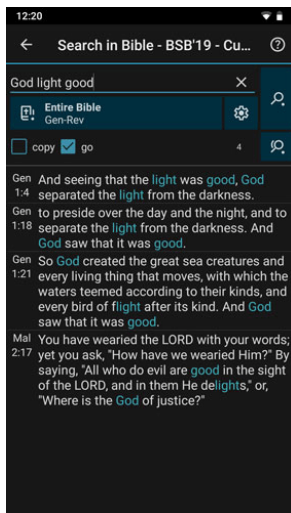 12:20
Search in Bible - BSB'19 - Cu...
God light good
Entire Bible
Gen-Rev
copy go 4
Gen 1:4 And seeing that the light was good, God
separated the light from the darkness.
Gen 1:18 to preside over the day and the night, and to
separate the light from the darkness. And
God saw that it was good.
Gen 1:21 So God created the great sea creatures and
every living thing that moves, with which the
waters teemed according to their kinds, and
every bird of flight after its kind. And God
saw that it was good.
Mal 2:17 You have wearied the LORD with your words;
yet you ask, "How have we wearied Him?" By
saying, "All who do evil are good in the sight
of the LORD, and in them He delights," or,
"Where is the God of justice?"